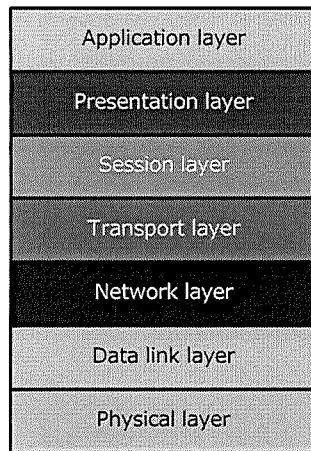 Application layer
Presentation layer
Session layer
Transport layer
Network layer
Data link layer
Physical layer